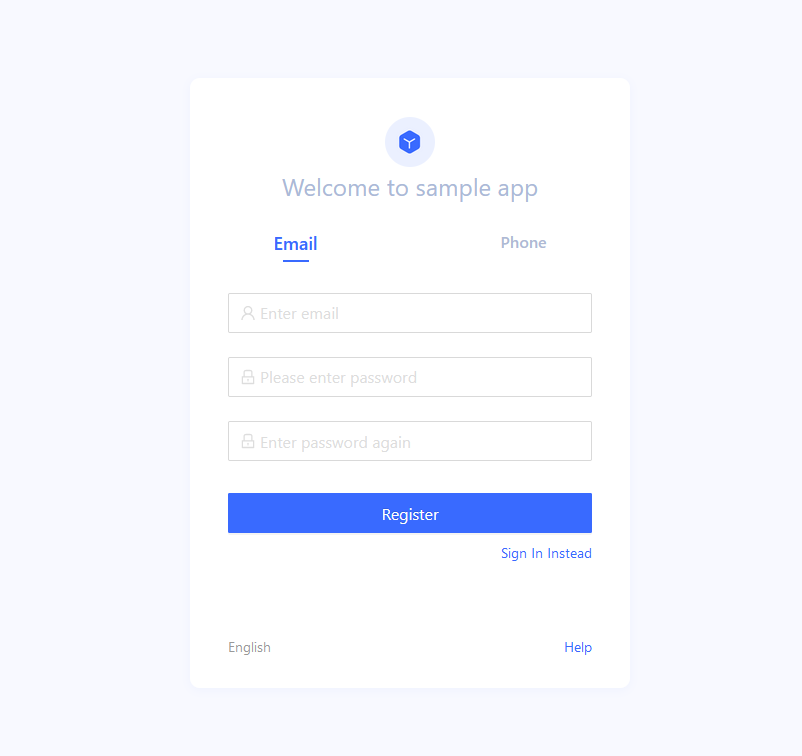 Welcome to sample app
Email
Phone
Enter email
Please enter password
Enter password again
Register
Sign In Instead
English
Help